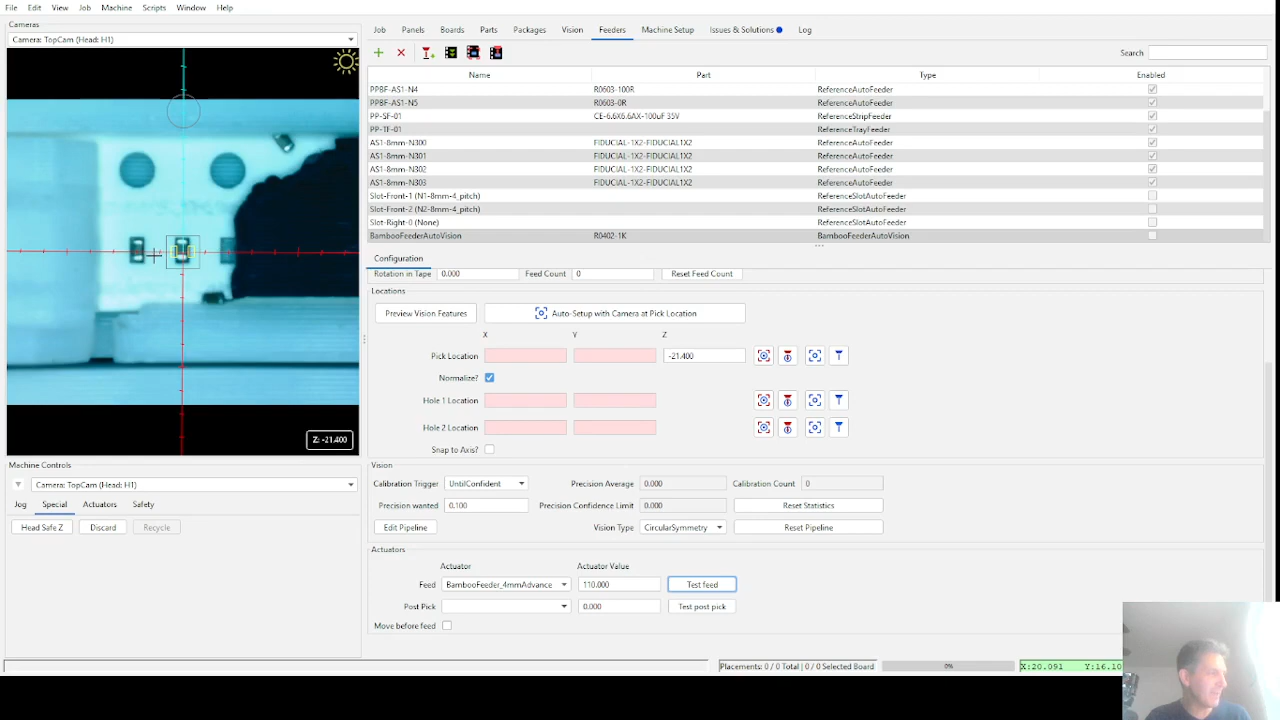 File Edit View Job Machine Scripts Window Help
Cameras
Camera: TopCam (Head: H1)
Z: -21.400
Machine Controls
Camera: TopCam (Head: H1)
Jog Special Actuators Safety
Head Safe Z Discard Recycle
Job Panels Boards Parts Packages Vision Feeders Machine Setup Issues & Solutions Log
Search
Name Part Type Enabled
PPBF-AS1-N4 R0603-100R ReferenceAutoFeeder
PPBF-AS1-N5 R0603-0R ReferenceAutoFeeder
PP-SF-01 CE-6.6X6.6AX-100uF 35V ReferenceStripFeeder
PP-TF-01 ReferenceTrayFeeder
AS1-8mm-N300 FIDUCIAL-1X2-FIDUCIAL1X2 ReferenceAutoFeeder
AS1-8mm-N301 FIDUCIAL-1X2-FIDUCIAL1X2 ReferenceAutoFeeder
AS1-8mm-N302 FIDUCIAL-1X2-FIDUCIAL1X2 ReferenceAutoFeeder
AS1-8mm-N303 FIDUCIAL-1X2-FIDUCIAL1X2 ReferenceAutoFeeder
Slot-Front-1 (N1-8mm-4_pitch) ReferenceSlotAutoFeeder
Slot-Front-2 (N2-8mm-4_pitch) ReferenceSlotAutoFeeder
Slot-Right-0 (None) ReferenceSlotAutoFeeder
BambooFeederAutoVision R0402-1K BambooFeederAutoVision
Configuration
Rotation in Tape 0.000 Feed Count 0 Reset Feed Count
Locations
Preview Vision Features Auto-Setup with Camera at Pick Location
X Y Z
Pick Location -21.400
Normalize?
Hole 1 Location
Hole 2 Location
Snap to Axis?
Vision
Calibration Trigger UntilConfident Precision Average 0.000 Calibration Count 0
Precision wanted 0.100 Precision Confidence Limit 0.000 Reset Statistics
Edit Pipeline Vision Type CircularSymmetry Reset Pipeline
Actuators
Actuator Actuator Value
Feed BambooFeeder_4mmAdvance 110.000 Test feed
Post Pick 0.000 Test post pick
Move before feed
Placements: 0 / 0 Total | 0 / 0 Selected Board 0% X:20.091 Y:16.10